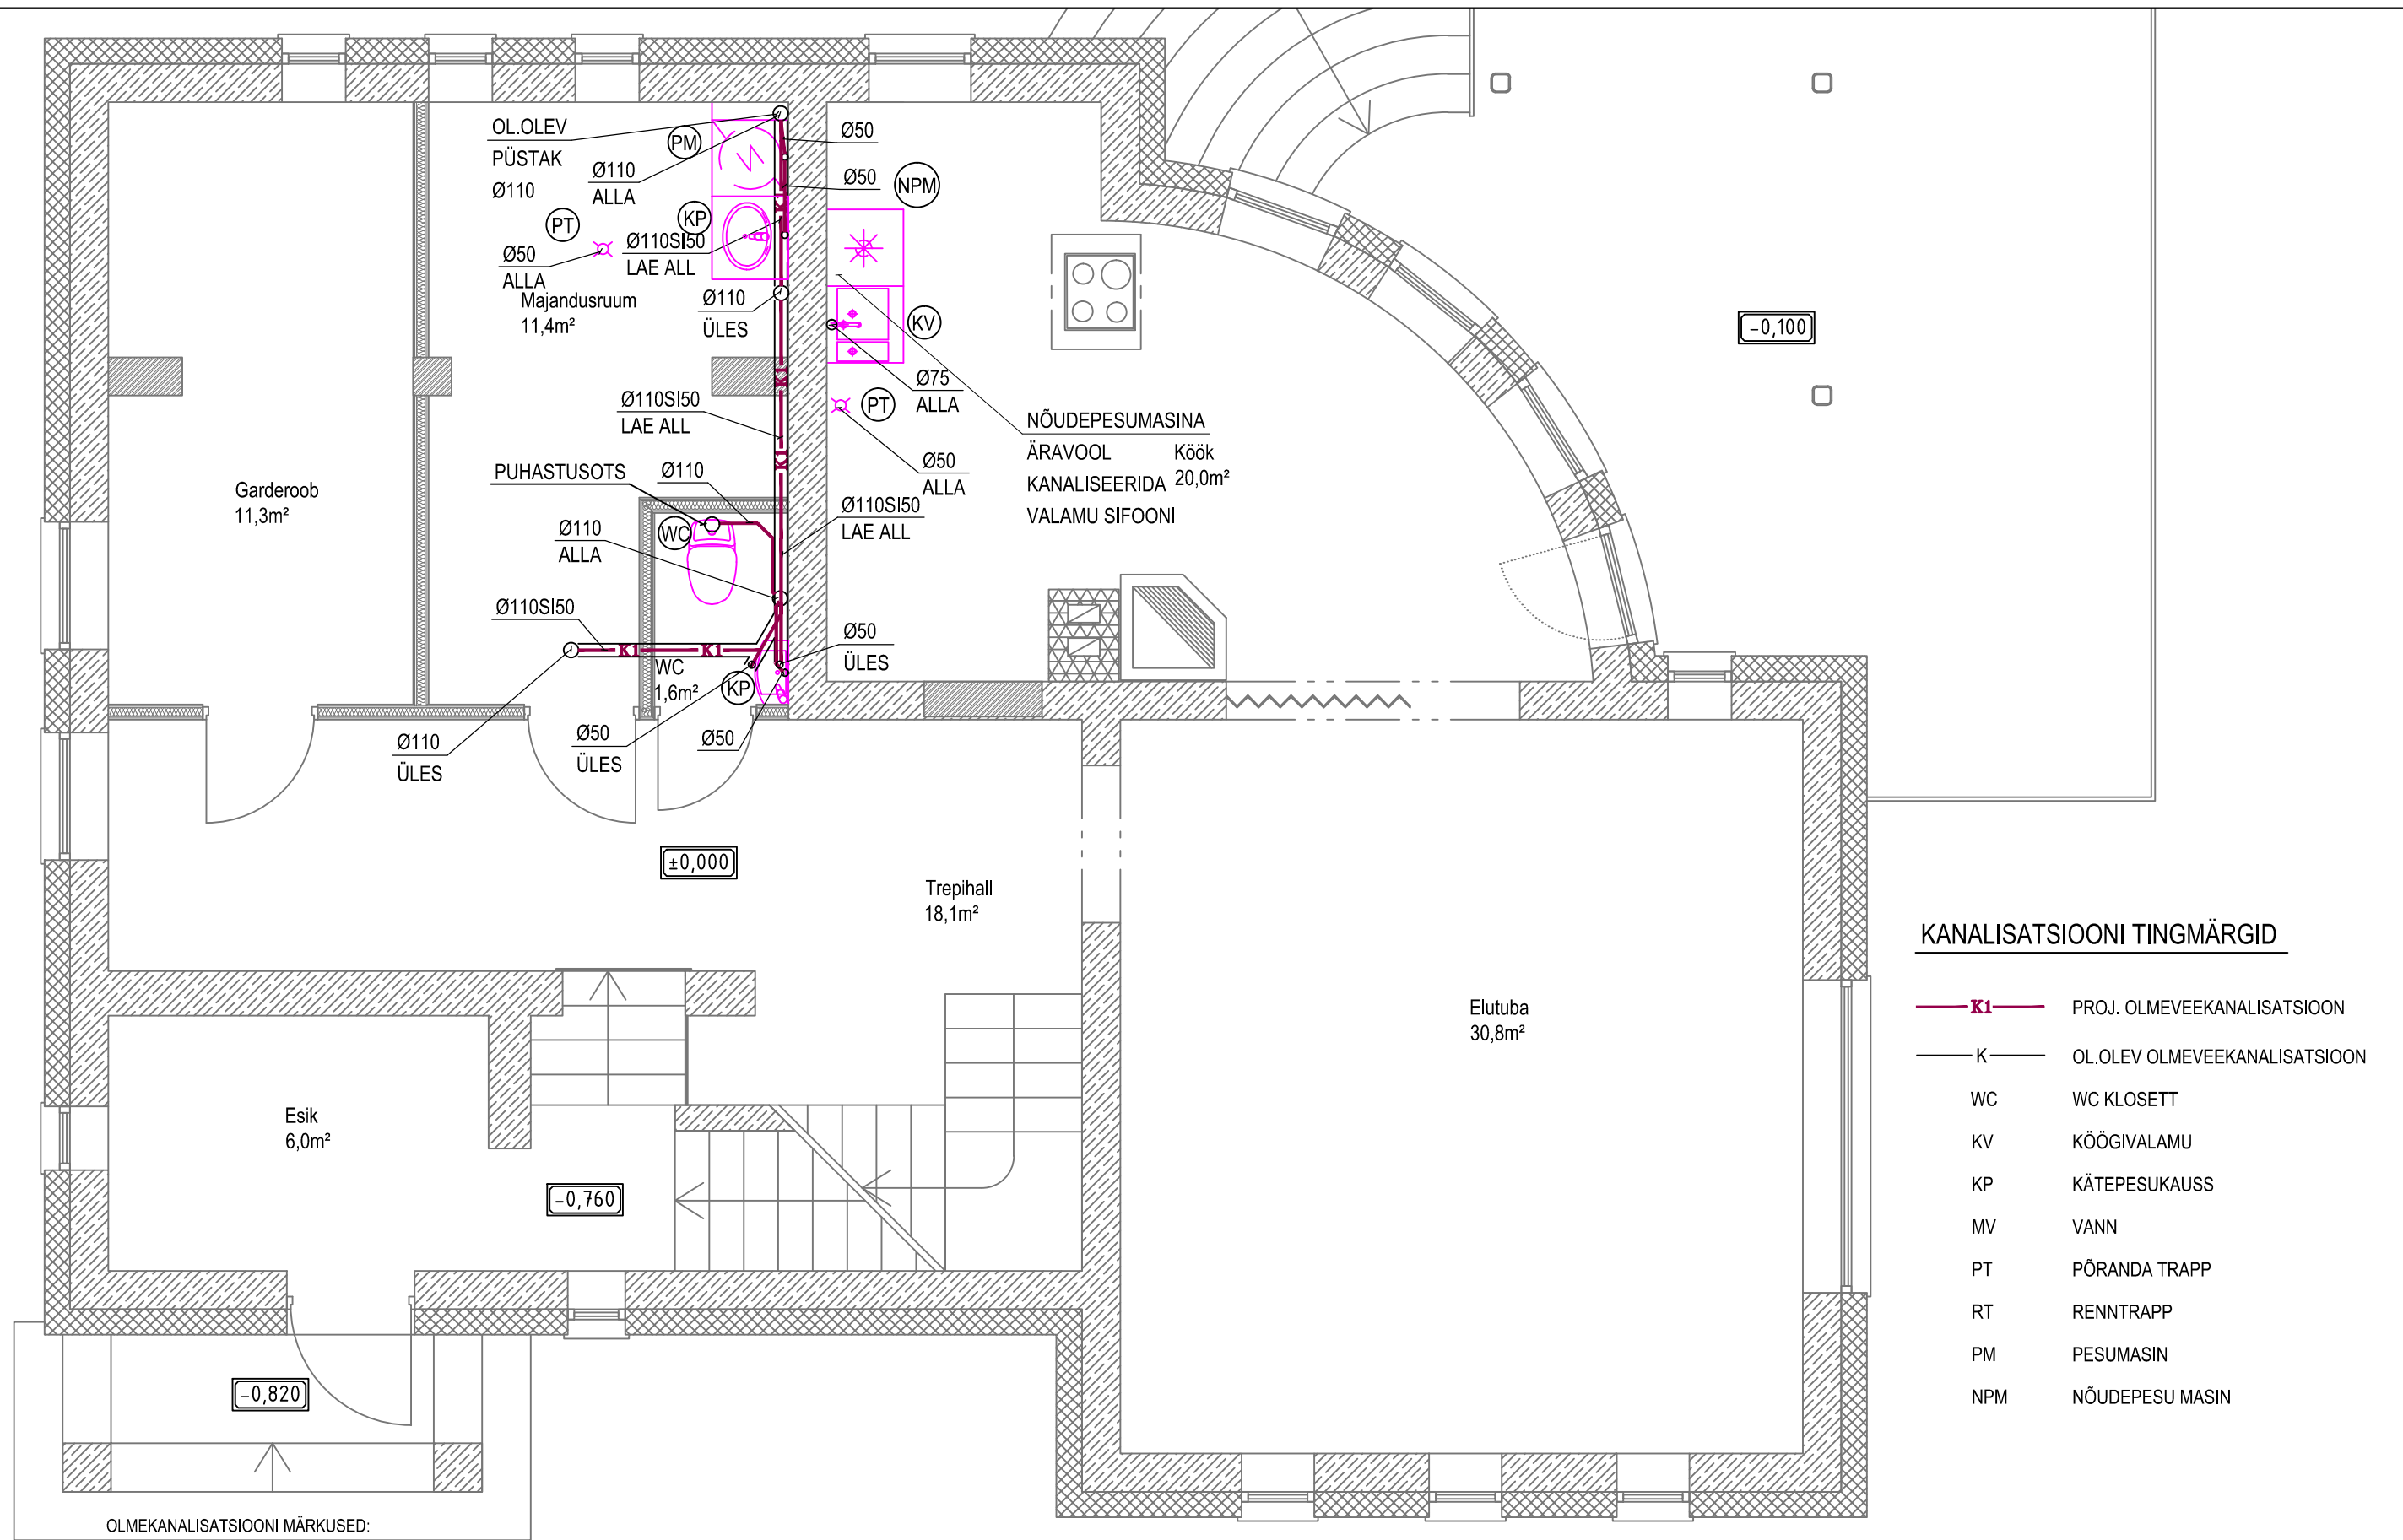 OL.OLEV
PÜSTAK
Ø110
PM
Ø110
ALLA
Ø50
Ø50
NPM
PT
KP
Ø50
ALLA
Ø110SI50
LAE ALL
Majandusruum
11,4m²
Ø110
ÜLES
K1
KV
-0,100
K1
Ø75
ALLA
PT
Ø110SI50
LAE ALL
NÕUDEPESUMASINA
ÄRAVOOL
KANALISEERIDA
VALAMU SIFOONI
Köök
20,0m²
Ø50
ALLA
K1
PUHASTUSOTS
Ø110
Garderoob
11,3m²
Ø110SI50
LAE ALL
WC
Ø110
ALLA
Ø110SI50
Ø50
ÜLES
K1
K1
WC
1,6m²
KP
Ø110
ÜLES
Ø50
ÜLES
Ø50
±0,000
Trepihall
18,1m²
Elutuba
30,8m²
Esik
6,0m²
-0,760
-0,820
KANALISATSIOONI TINGMÄRGID
K1 PROJ. OLMEVEEKANALISATSIOON
K OL.OLEV OLMEVEEKANALISATSIOON
WC WC KLOSETT
KV KÖÖGIVALAMU
KP KÄTEPESUKAUSS
MV VANN
PT PÕRANDA TRAPP
RT RENNTRAPP
PM PESUMASIN
NPM NÕUDEPESU MASIN
OLMEKANALISATSIOONI MÄRKUSED: